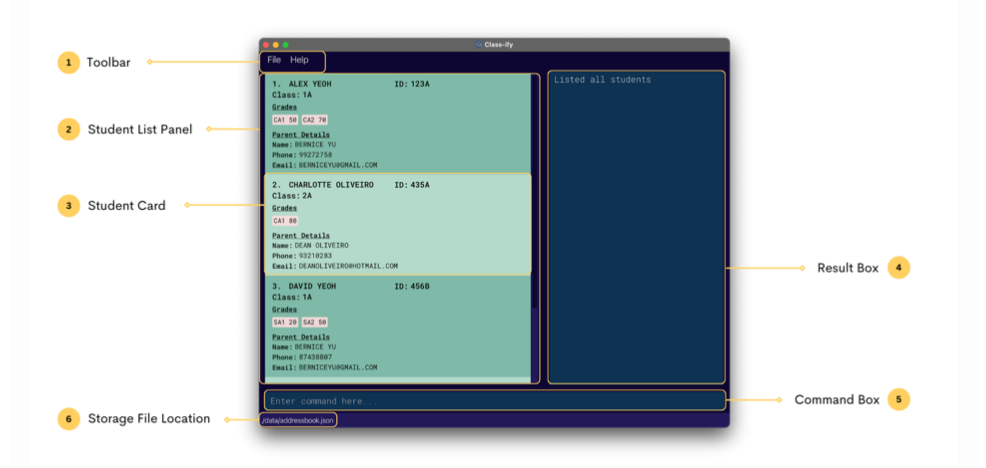 Class-ify
1 Toolbar
File Help
2 Student List Panel
3 Student Card
1. ALEX YEOH ID: 123A
Class: 1A
Grades
CA1 50 CA2 70
Parent Details
Name: BERNICE YU
Phone: 99272758
Email: BERNICEYU@GMAIL.COM
2. CHARLOTTE OLIVEIRO ID: 435A
Class: 2A
Grades
CA1 80
Parent Details
Name: DEAN OLIVEIRO
Phone: 93210283
Email: DEANOLIVEIRO@HOTMAIL.COM
3. DAVID YEOH ID: 456B
Class: 1A
Grades
SA1 20 SA2 50
Parent Details
Name: BERNICE YU
Phone: 87438807
Email: BERNICEYU@GMAIL.COM
Listed all students
Result Box 4
Enter command here...
Command Box 5
6 Storage File Location
/data/addressbook.json